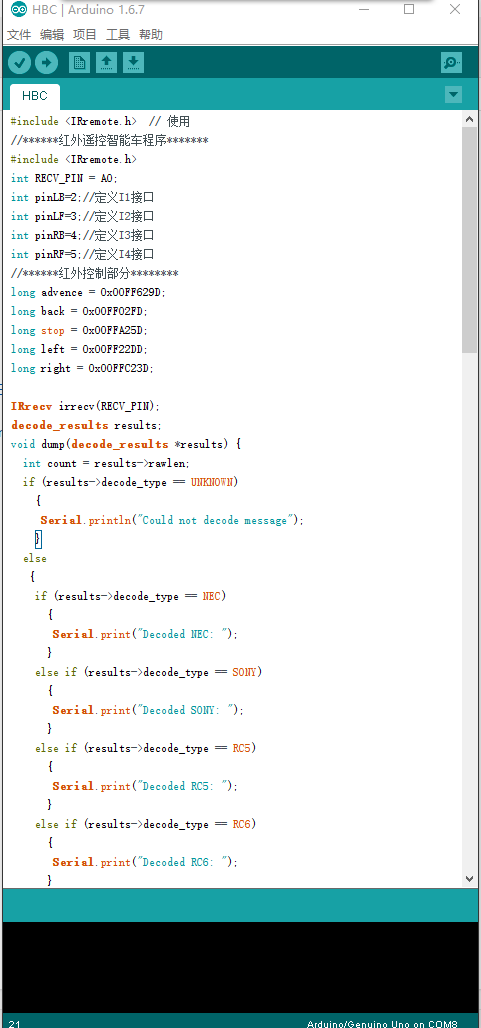 HBC | Arduino 1.6.7
文件 编辑 项目 工具 帮助
HBC
#include <IRremote.h>  // 使用
//******红外遥控智能车程序*******
#include <IRremote.h>
int RECV_PIN = A0;
int pinLB=2;//定义I1接口
int pinLF=3;//定义I2接口
int pinRB=4;//定义I3接口
int pinRF=5;//定义I4接口
//******红外控制部分********
long advence = 0x00FF629D;
long back = 0x00FF02FD;
long stop = 0x00FFA25D;
long left = 0x00FF22DD;
long right = 0x00FFC23D;
IRrecv irrecv(RECV_PIN);
decode_results results;
void dump(decode_results *results) {
int count = results->rawlen;
if (results->decode_type == UNKNOWN)
{
Serial.println("Could not decode message");
}
else
{
if (results->decode_type == NEC)
{
Serial.print("Decoded NEC: ");
}
else if (results->decode_type == SONY)
{
Serial.print("Decoded SONY: ");
}
else if (results->decode_type == RC5)
{
Serial.print("Decoded RC5: ");
}
else if (results->decode_type == RC6)
{
Serial.print("Decoded RC6: ");
}
21 Arduino/Genuino Uno on COM8